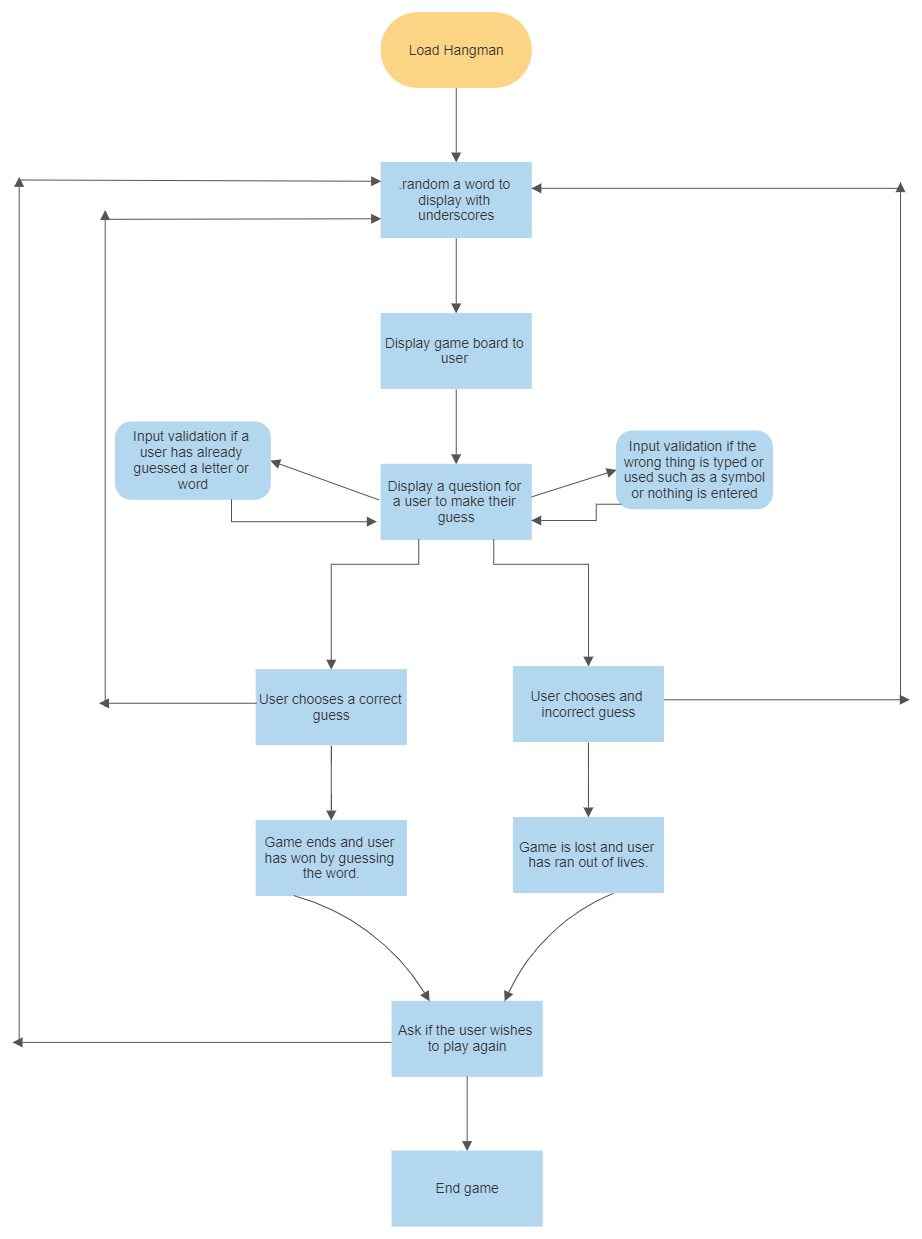 Load Hangman
.random a word to
display with
underscores
Display game board to
user
Input validation if a
user has already
guessed a letter or
word
Input validation if the
wrong thing is typed or
used such as a symbol
or nothing is entered
Display a question for
a user to make their
guess
User chooses a correct
guess
User chooses and
incorrect guess
Game ends and user
has won by guessing
the word.
Game is lost and user
has ran out of lives.
Ask if the user wishes
to play again
End game